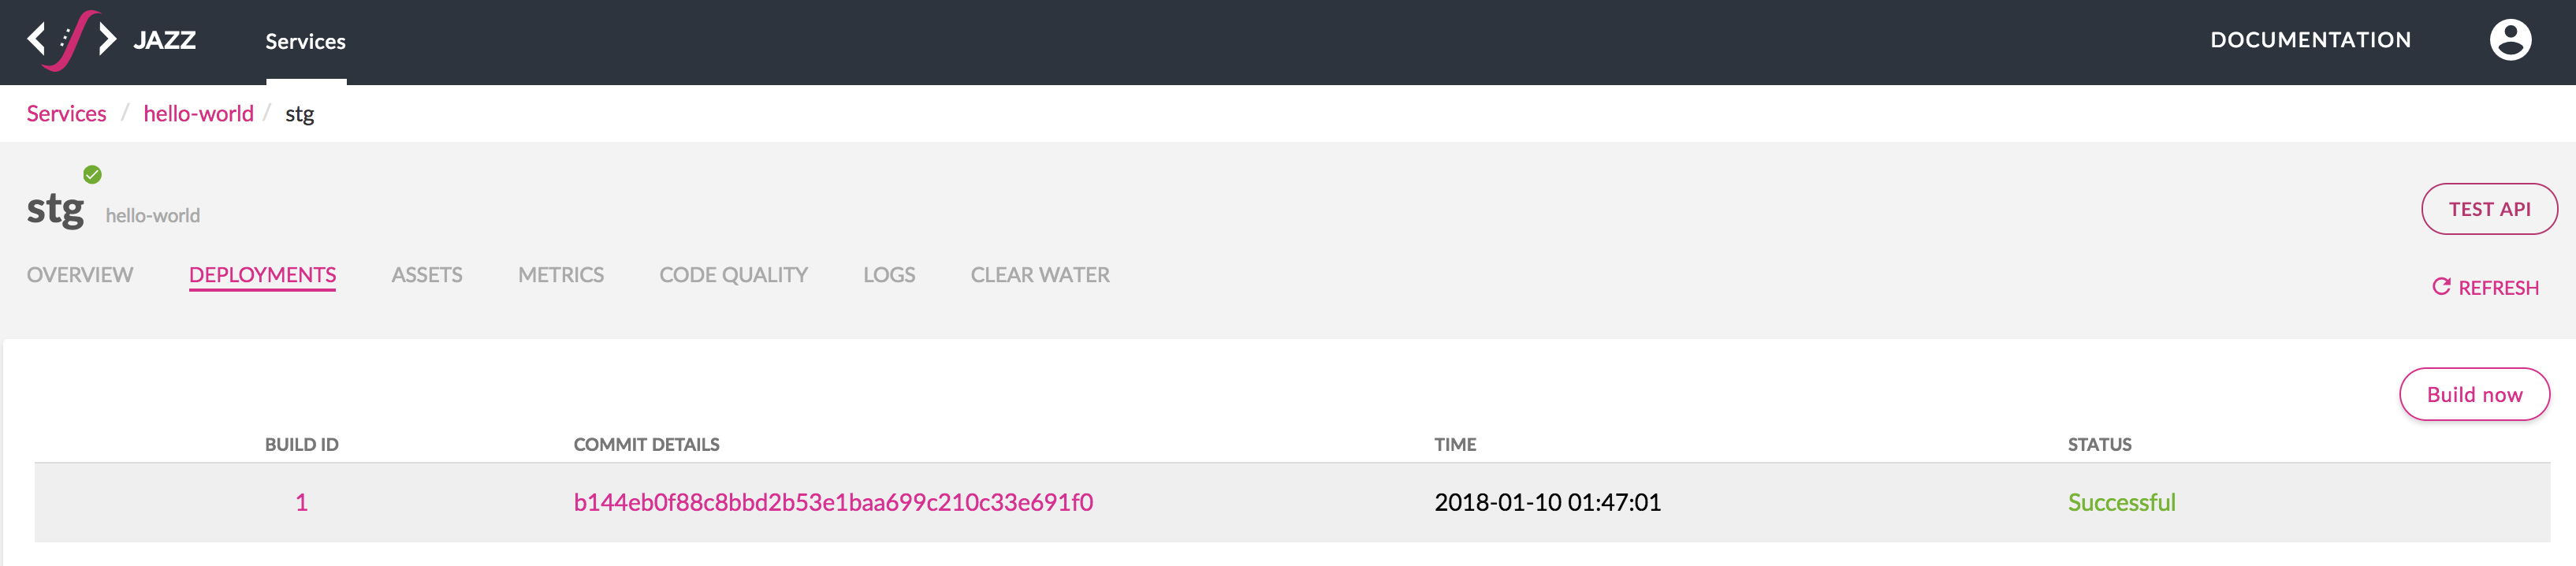 JAZZ Services DOCUMENTATION
Services / hello-world / stg
stg hello-world
TEST API
OVERVIEW DEPLOYMENTS ASSETS METRICS CODE QUALITY LOGS CLEAR WATER
REFRESH
Build now
BUILD ID COMMIT DETAILS TIME STATUS
1 b144eb0f88c8bbd2b53e1baa699c210c33e691f0 2018-01-10 01:47:01 Successful